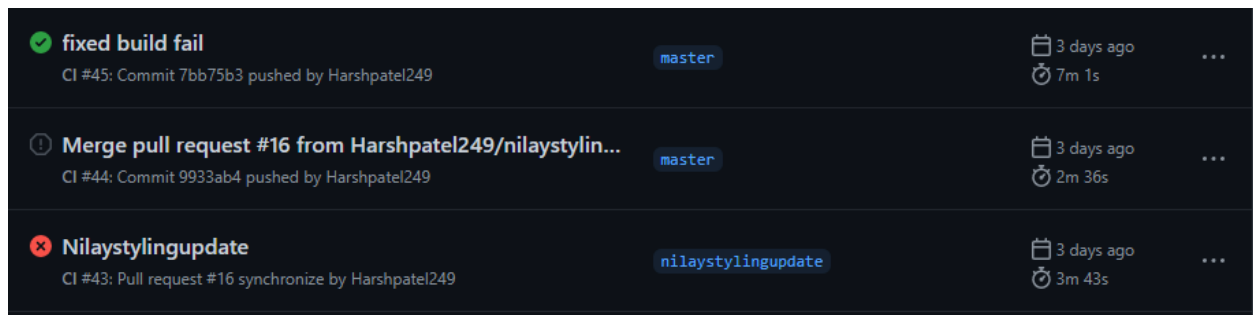 fixed build fail
CI #45: Commit 7bb75b3 pushed by Harshpatel249
master
3 days ago
7m 1s
Merge pull request #16 from Harshpatel249/nilaystylin...
CI #44: Commit 9933ab4 pushed by Harshpatel249
master
3 days ago
2m 36s
Nilaystylingupdate
CI #43: Pull request #16 synchronize by Harshpatel249
nilaystylingupdate
3 days ago
3m 43s